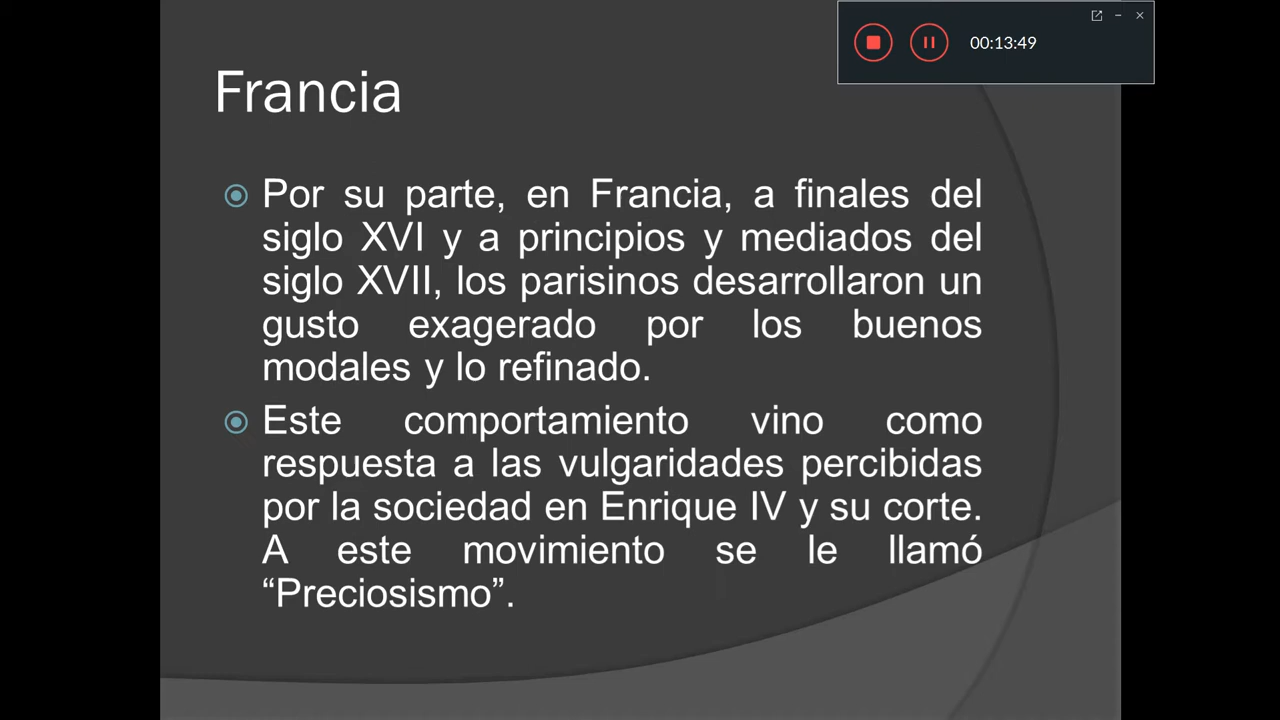 00:13:49
Francia
Por su parte, en Francia, a finales del
siglo XVI y a principios y mediados del
siglo XVII, los parisinos desarrollaron un
gusto exagerado por los buenos
modales y lo refinado.
Este comportamiento vino como
respuesta a las vulgaridades percibidas
por la sociedad en Enrique IV y su corte.
A este movimiento se le llamó
“Preciosismo”.